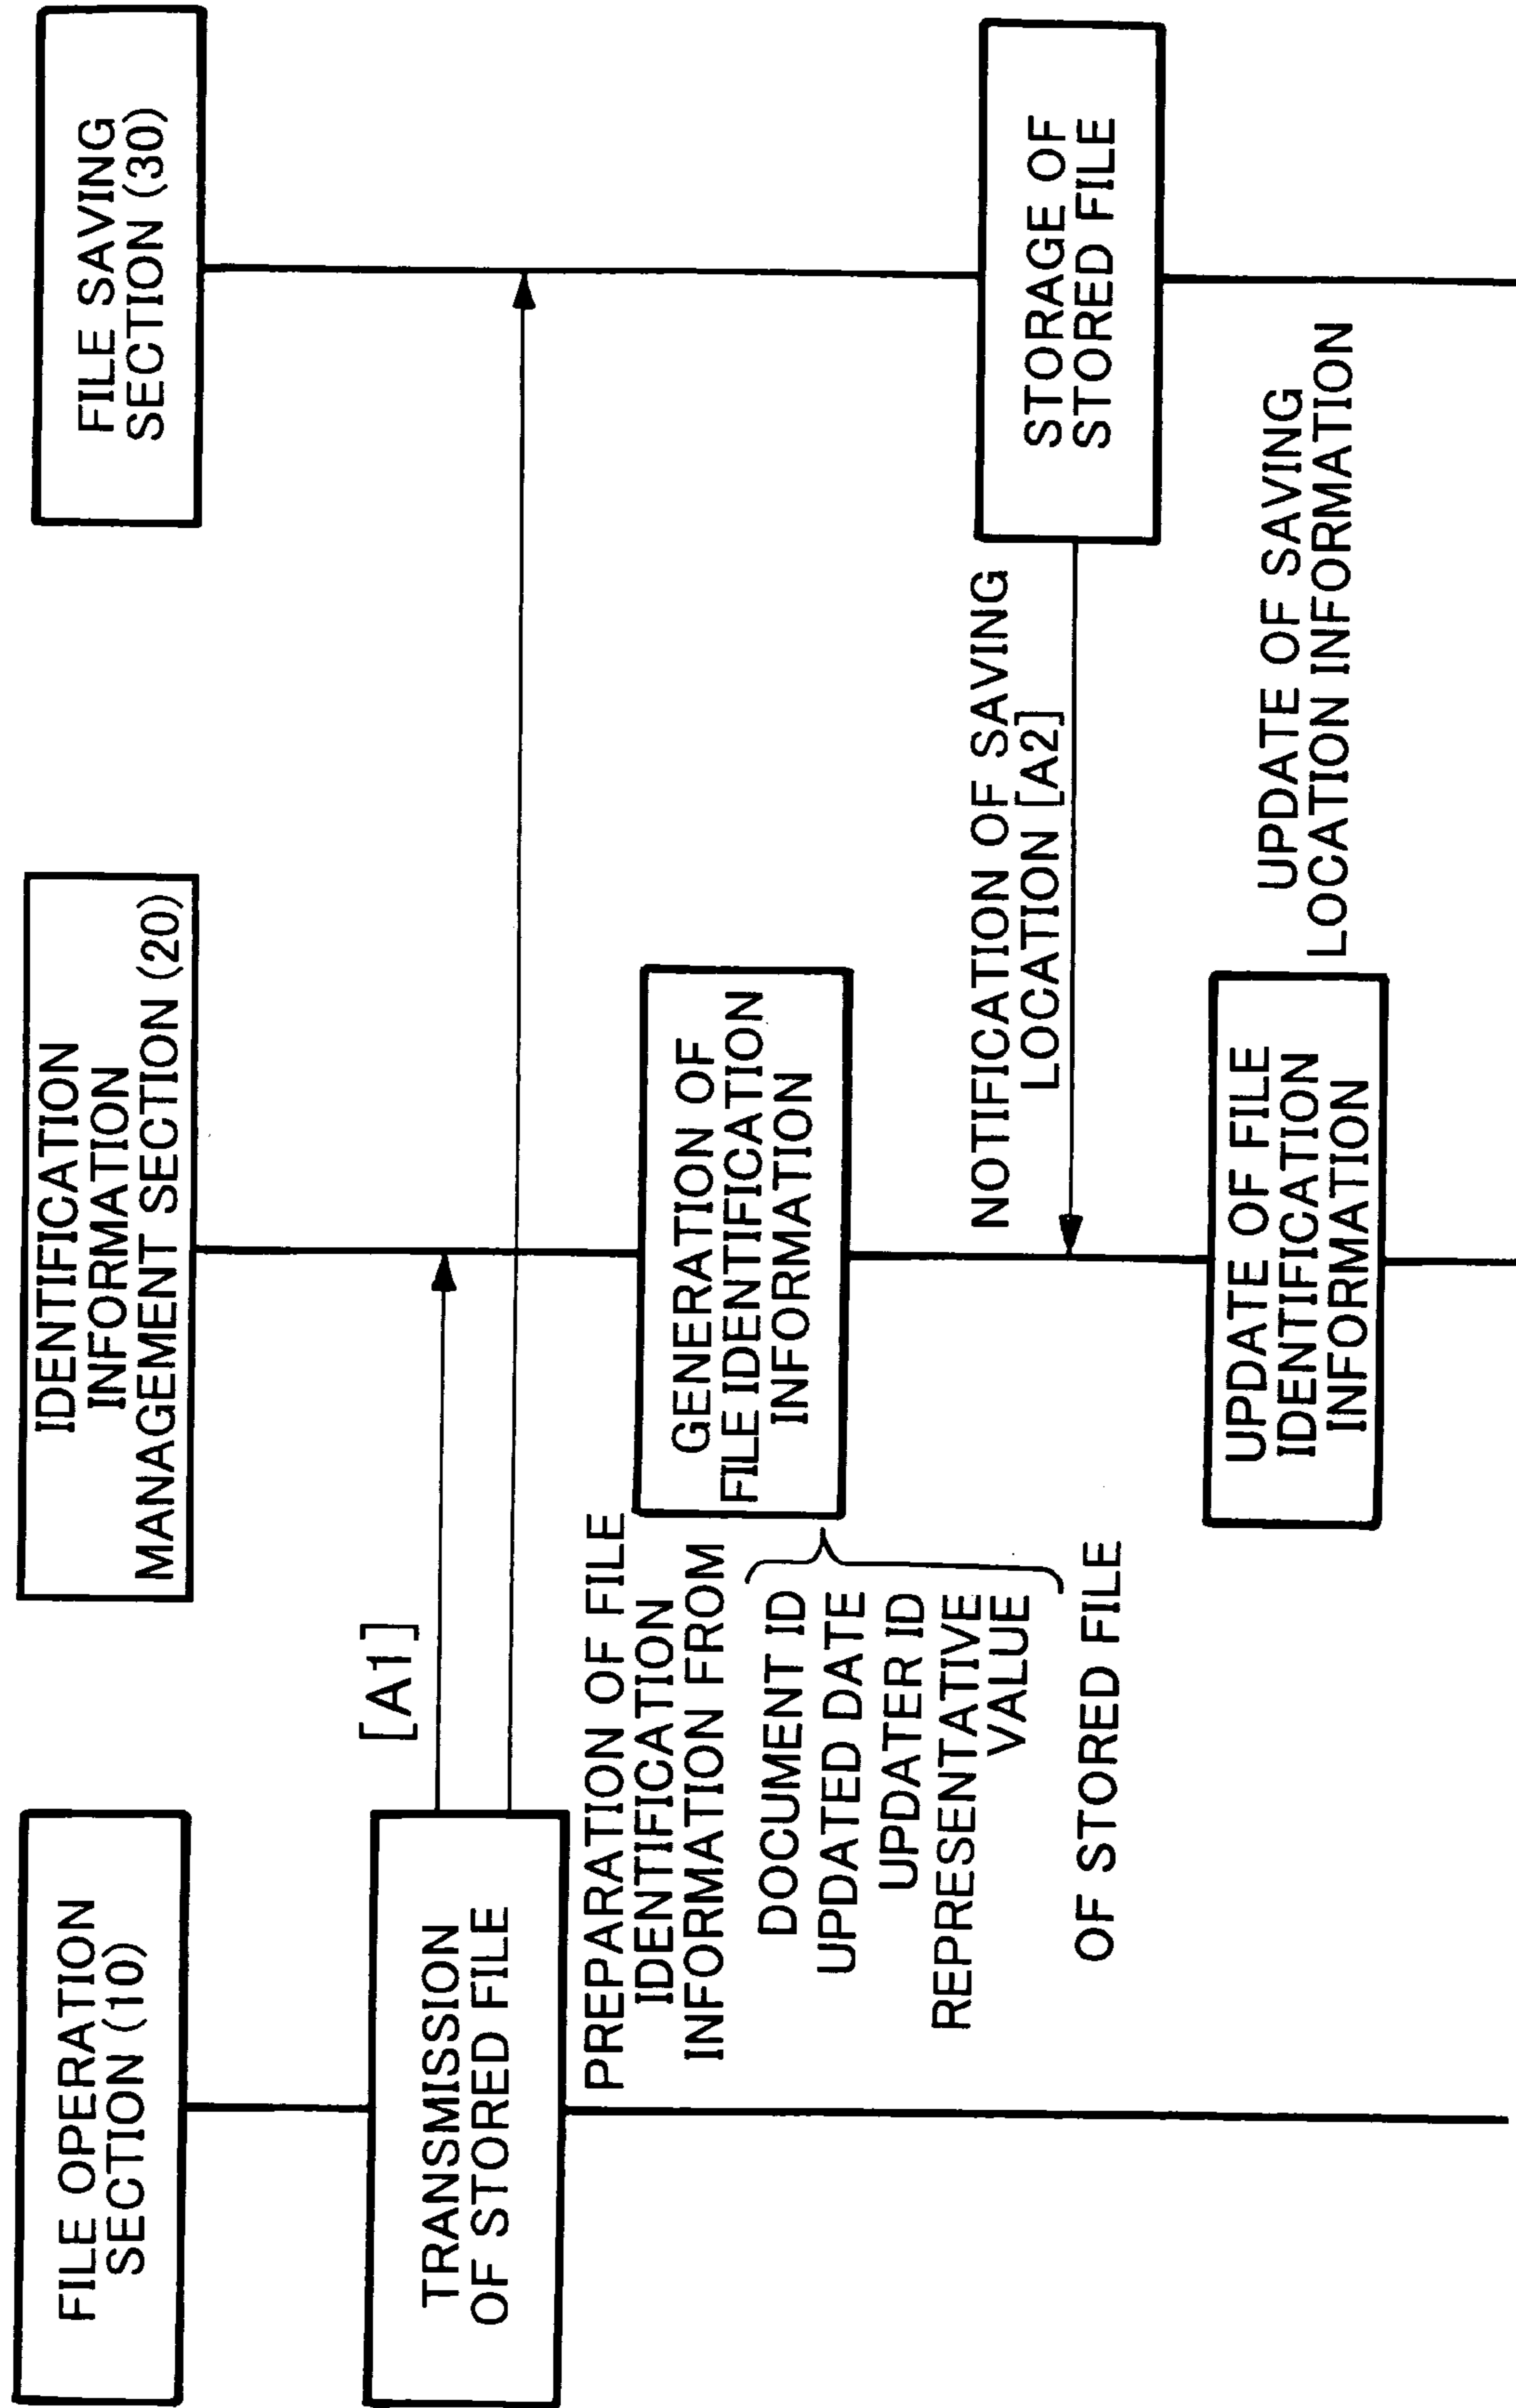 FILE OPERATION
SECTION (10)
IDENTIFICATION
INFORMATION
MANAGEMENT SECTION (20)
FILE SAVING
SECTION (30)
TRANSMISSION
OF STORED FILE
[A1]
PREPARATION OF FILE
IDENTIFICATION
INFORMATION FROM
DOCUMENT ID
UPDATED DATE
UPDATER ID
REPRESENTATIVE
VALUE
OF STORED FILE
GENERATION OF
FILE IDENTIFICATION
INFORMATION
NOTIFICATION OF SAVING
LOCATION [A2]
STORAGE OF
STORED FILE
UPDATE OF FILE
IDENTIFICATION
INFORMATION
UPDATE OF SAVING
LOCATION INFORMATION